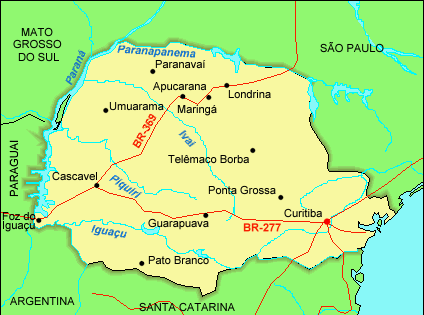 MATO
GROSSO
DO SUL
SÃO PAULO
Paraná
Paranapanema
Paranavaí
Apucarana
Londrina
Maringá
Umuarama
BR-369
Ivaí
Telêmaco Borba
PARAGUAI
Cascavel
Piquiri
Ponta Grossa
Foz do
Iguaçu
Guarapuava
Curitiba
BR-277
Iguaçu
Pato Branco
ARGENTINA
SANTA CATARINA